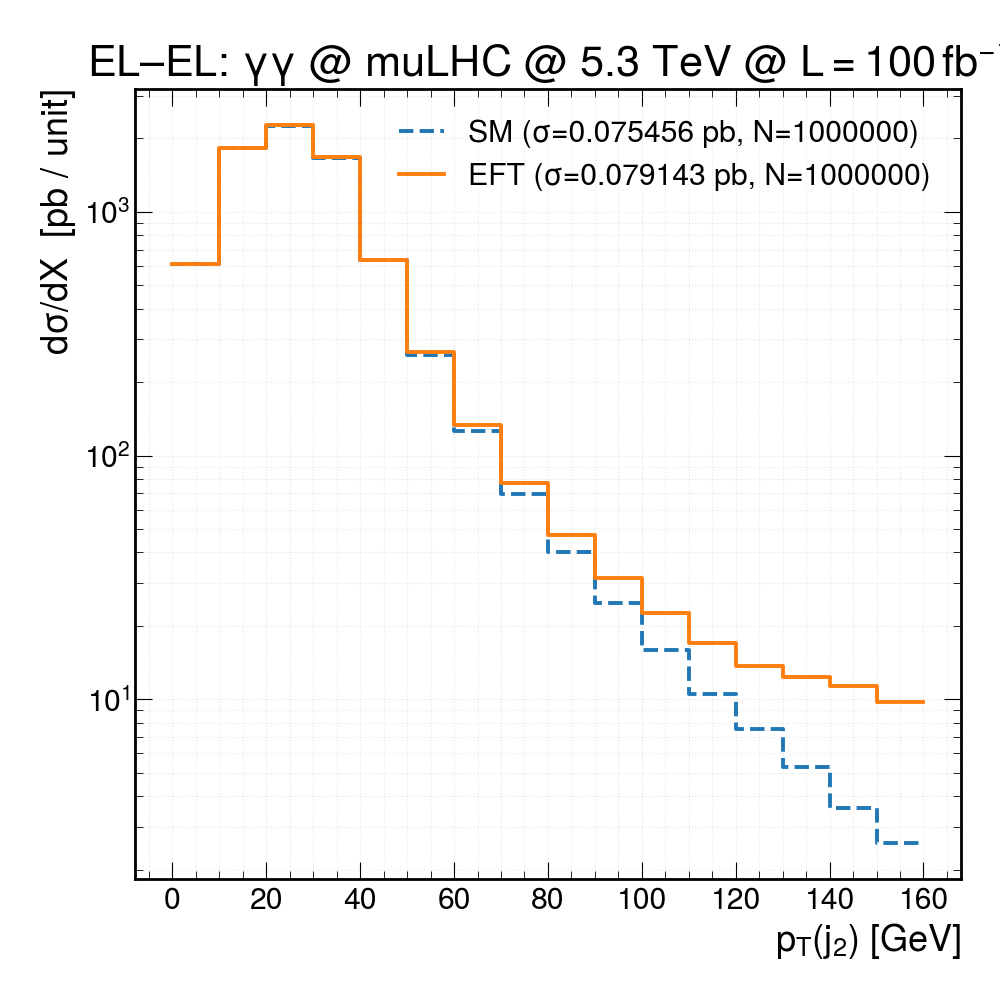 EL–EL: γγ @ muLHC @ 5.3 TeV @ L = 100 fb⁻
dσ/dX [pb / unit]
SM (σ=0.075456 pb, N=1000000)
EFT (σ=0.079143 pb, N=1000000)
10³
10²
10¹
0 20 40 60 80 100 120 140 160
p_T(j₂) [GeV]